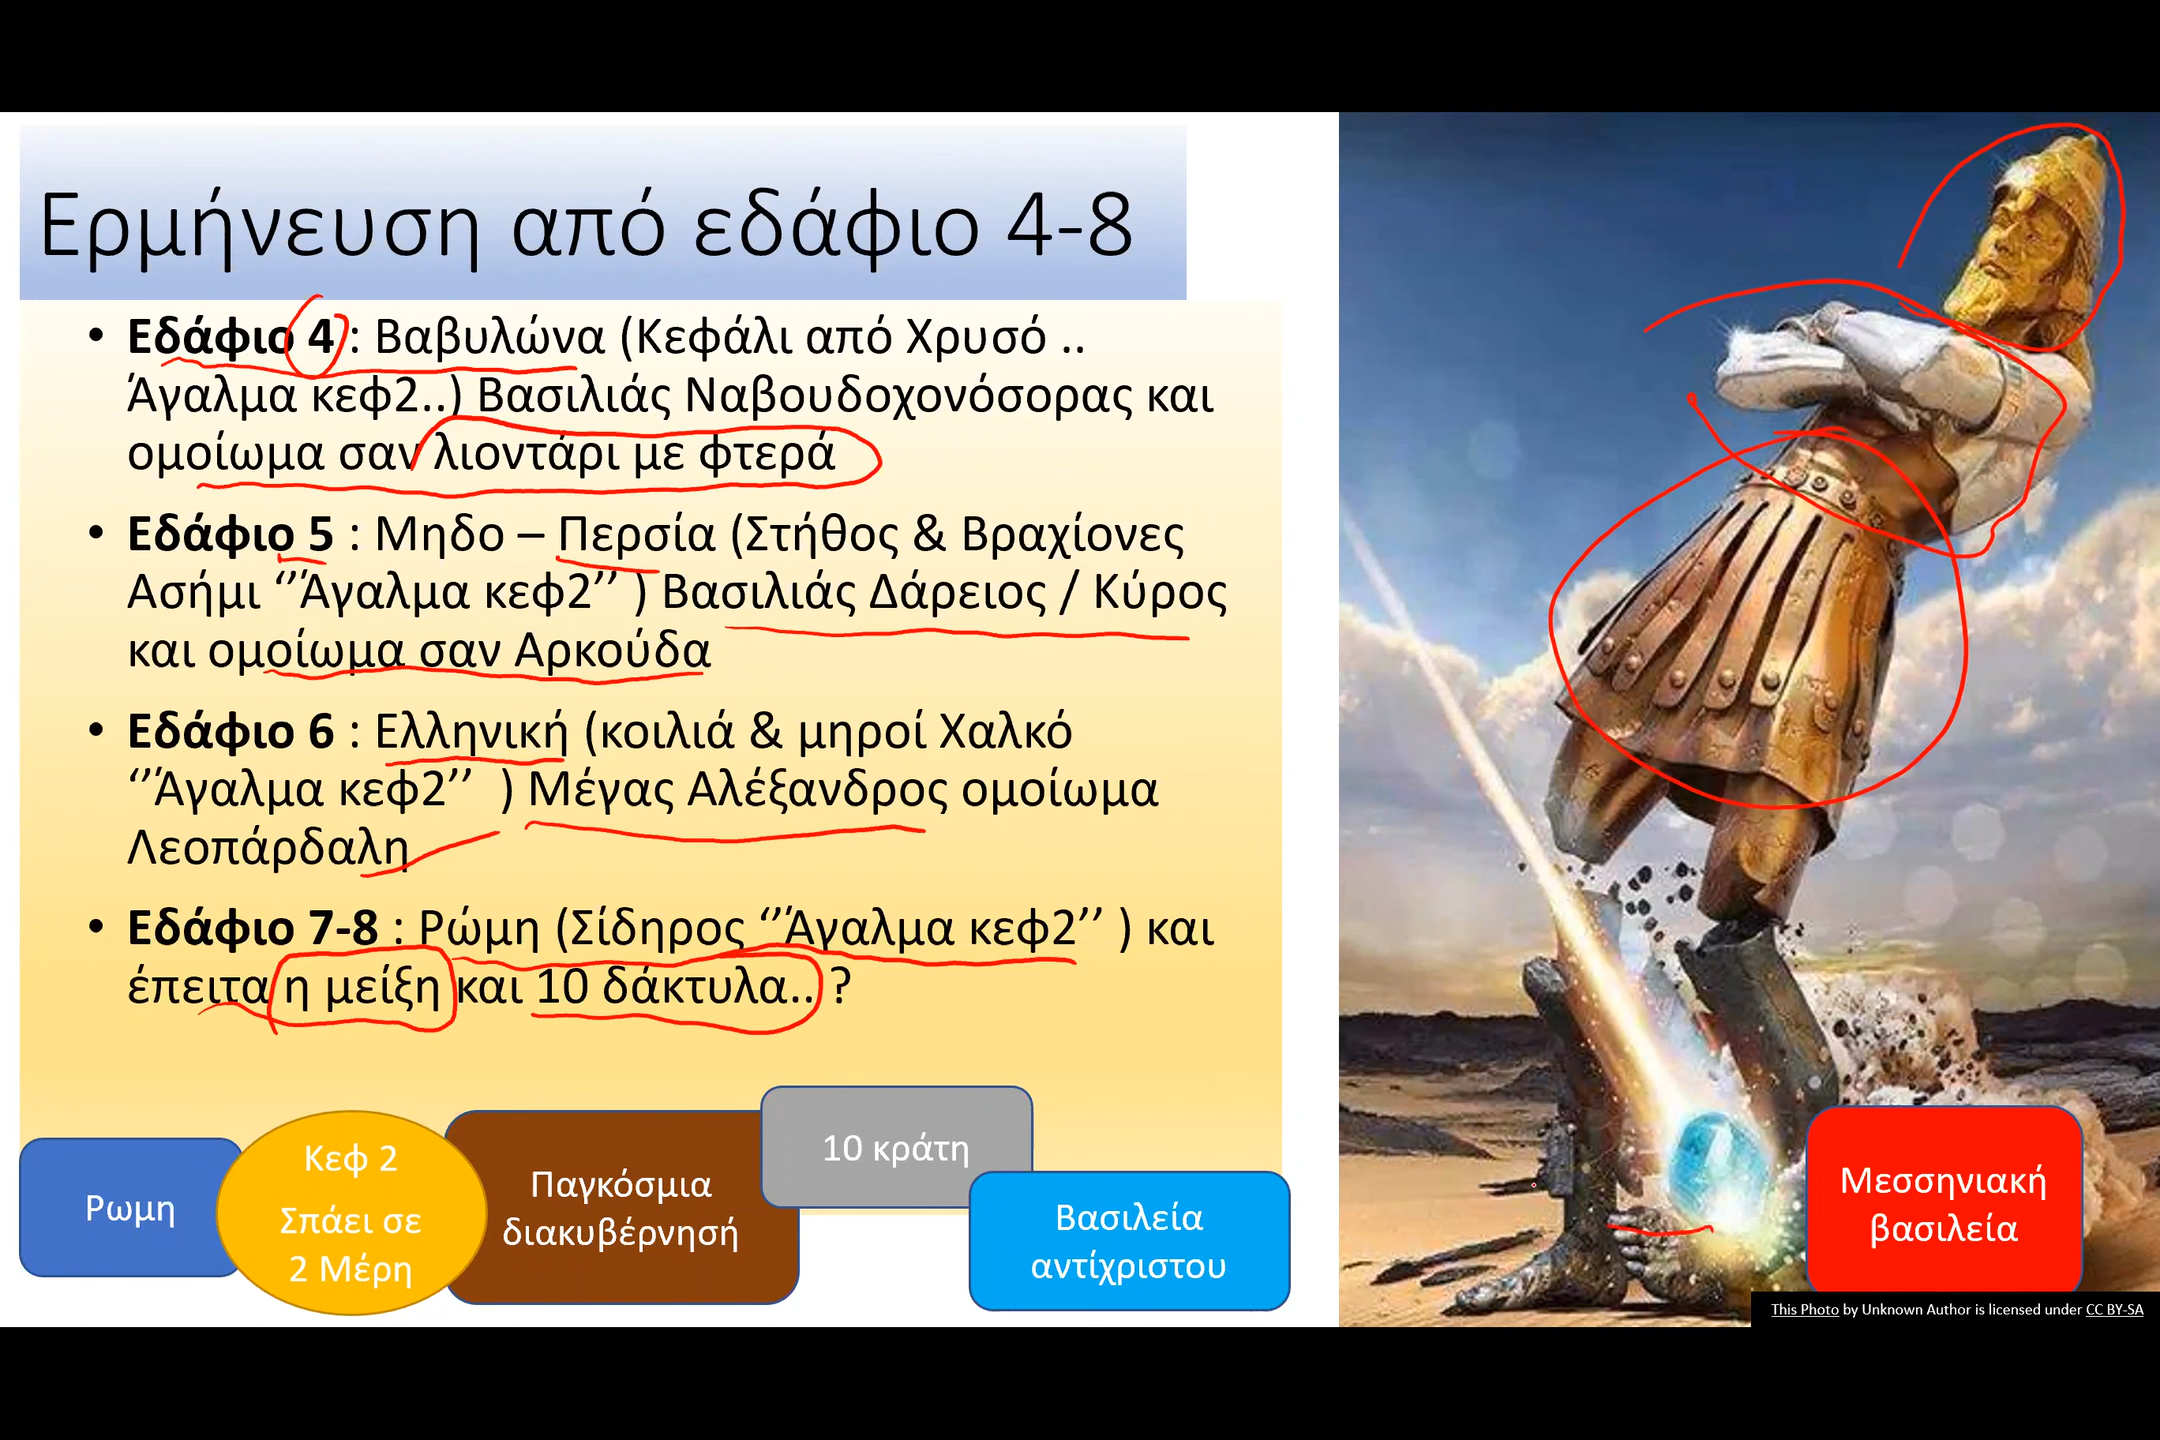 Ερμήνευση από εδάφιο 4-8
• Εδάφιο 4 : Βαβυλώνα (Κεφάλι από Χρυσό ..
Άγαλμα κεφ2..) Βασιλιάς Ναβουδοχονόσορας και
ομοίωμα σαν λιοντάρι με φτερά
• Εδάφιο 5 : Μηδο – Περσία (Στήθος & Βραχίονες
Ασήμι ‘’Άγαλμα κεφ2’’ ) Βασιλιάς Δάρειος / Κύρος
και ομοίωμα σαν Αρκούδα
• Εδάφιο 6 : Ελληνική (κοιλιά & μηροί Χαλκό
‘’Άγαλμα κεφ2’’ ) Μέγας Αλέξανδρος ομοίωμα
Λεοπάρδαλη
• Εδάφιο 7-8 : Ρώμη (Σίδηρος ‘’Άγαλμα κεφ2’’ ) και
έπειτα η μείξη και 10 δάκτυλα.. ?
Ρωμη
Κεφ 2
Σπάει σε
2 Μέρη
Παγκόσμια
διακυβέρνησή
10 κράτη
Βασιλεία
αντίχριστου
Μεσσηνιακή
βασιλεία
This Photo by Unknown Author is licensed under CC BY-SA